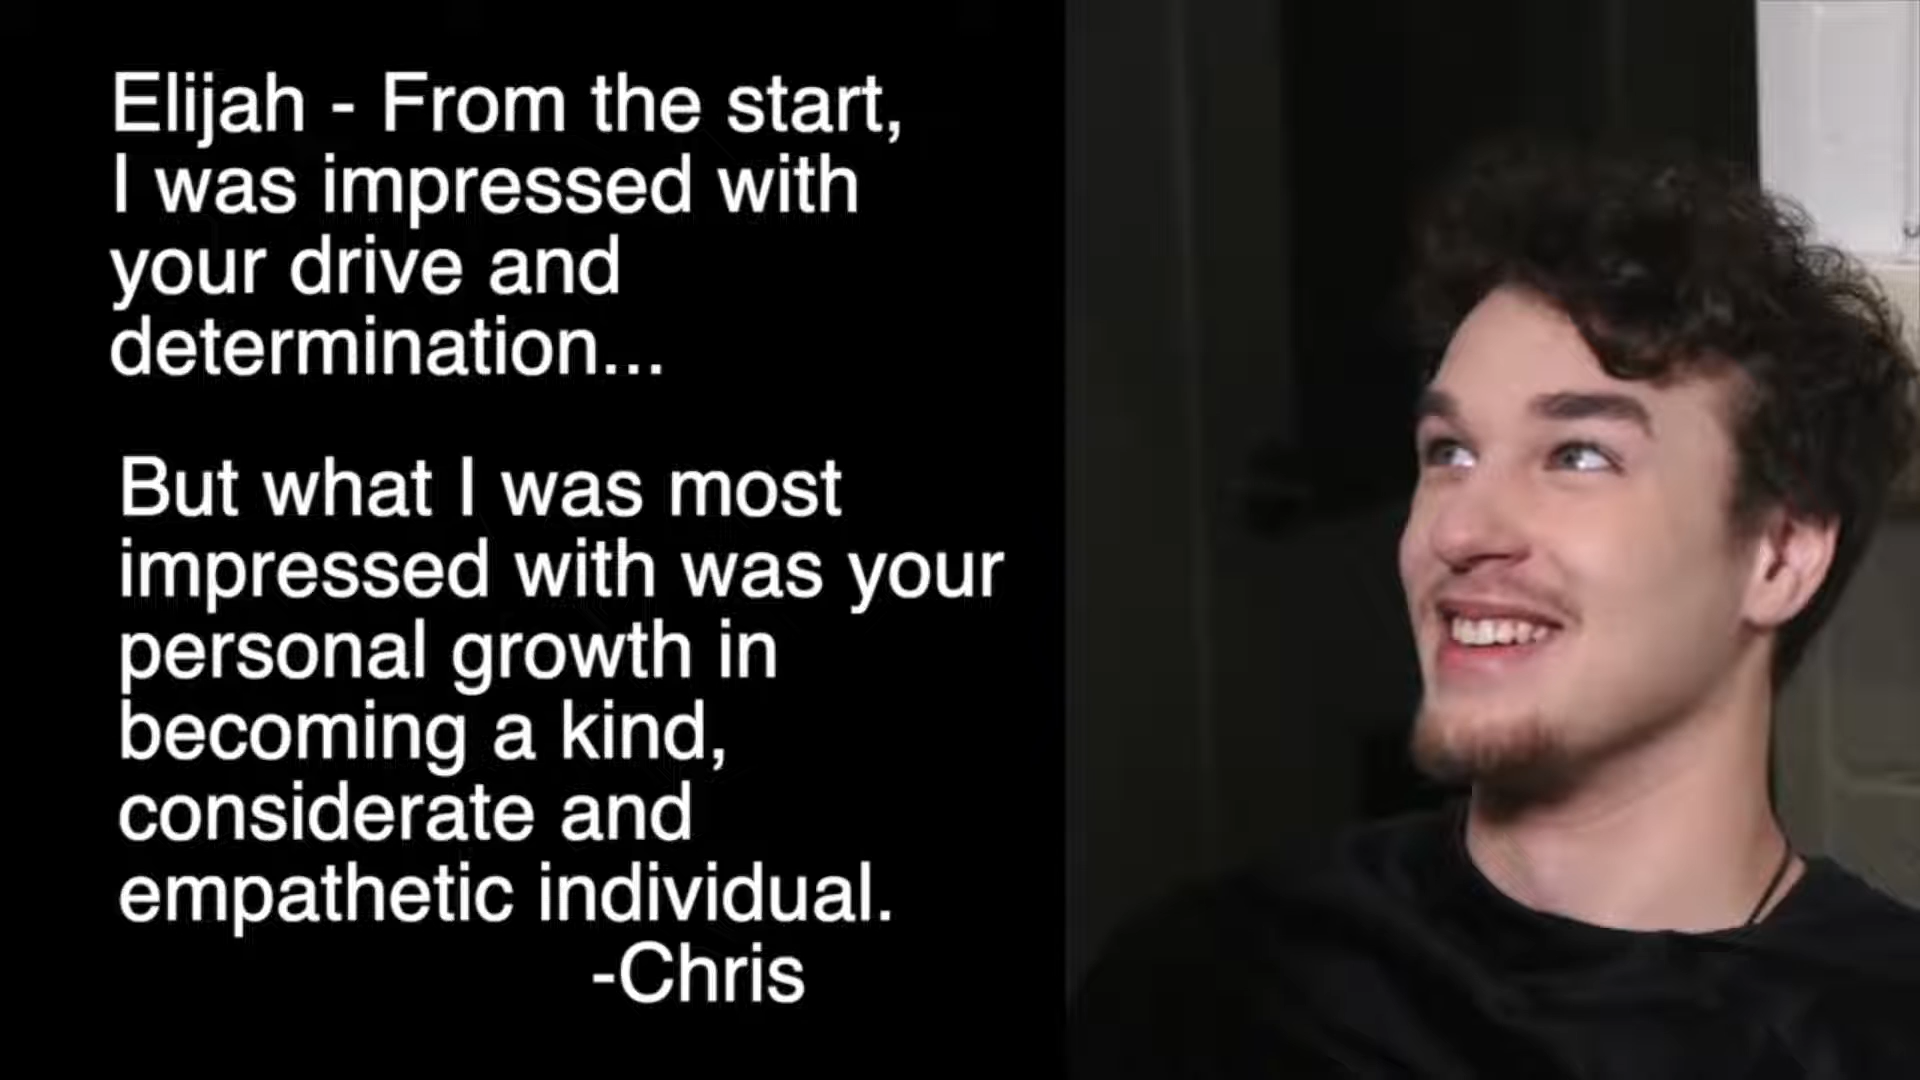 Elijah - From the start,
I was impressed with
your drive and
determination...
But what I was most
impressed with was your
personal growth in
becoming a kind,
considerate and
empathetic individual.
-Chris